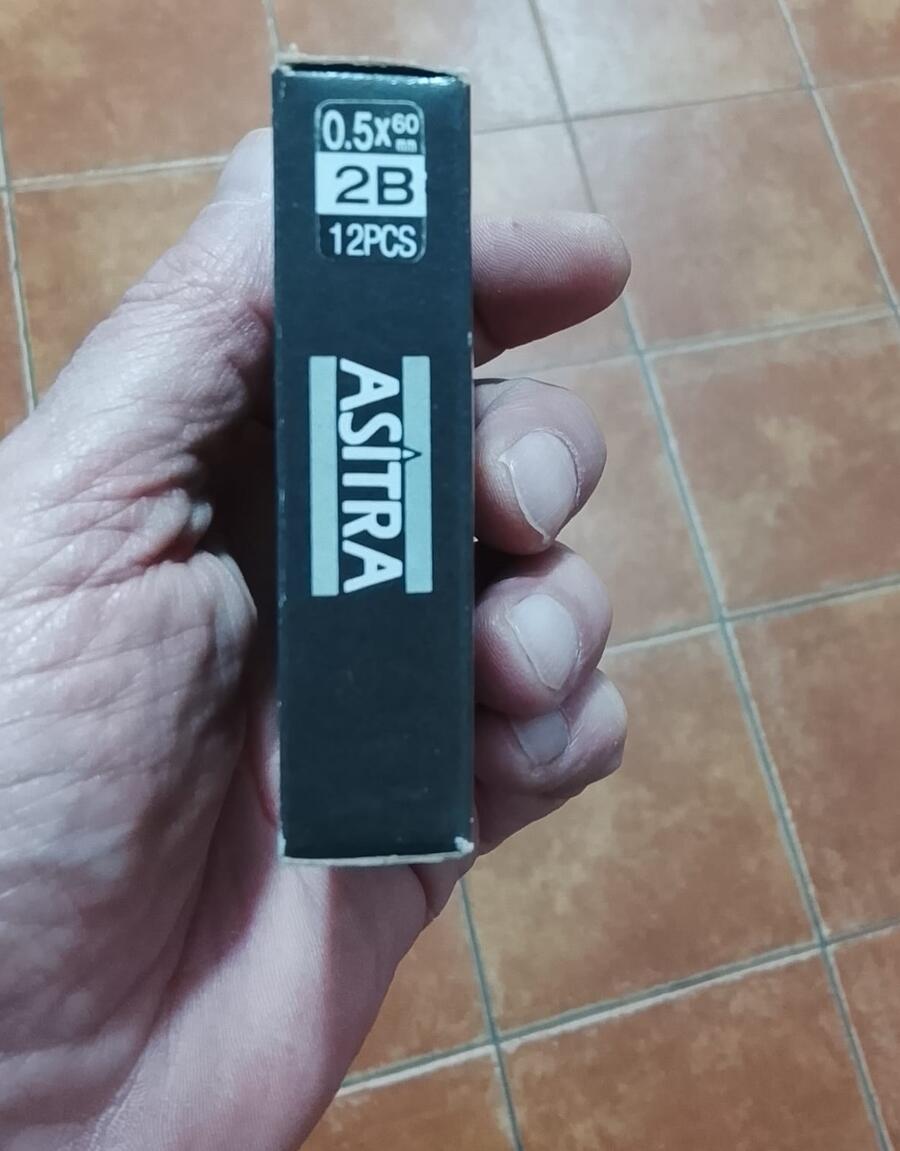 0.5x60mm
2B
12PCS
ASITRA